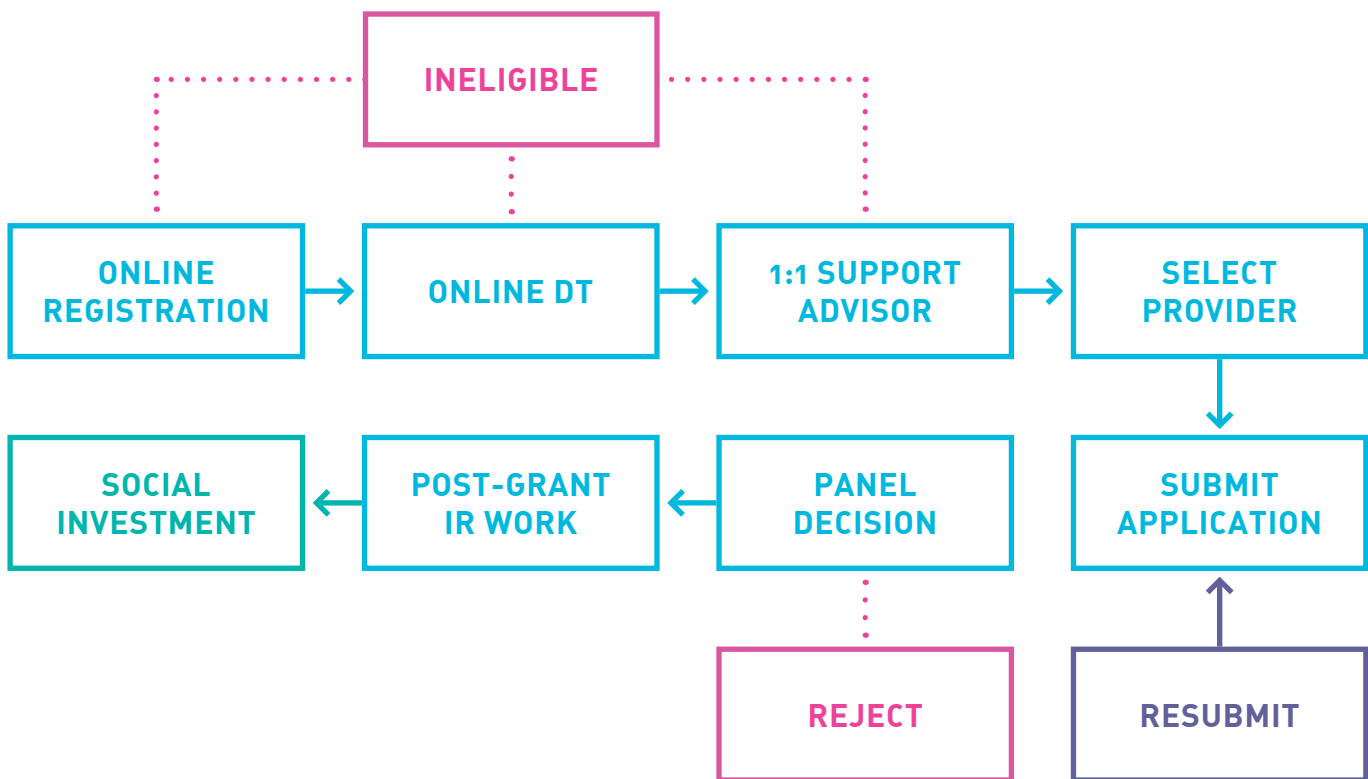 INELIGIBLE
ONLINE
REGISTRATION
ONLINE DT
1:1 SUPPORT
ADVISOR
SELECT
PROVIDER
SOCIAL
INVESTMENT
POST-GRANT
IR WORK
PANEL
DECISION
SUBMIT
APPLICATION
REJECT
RESUBMIT